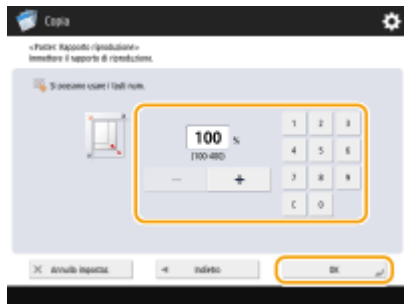 Copia
<Poster: Rapporto riproduzione>
Immettere il rapporto di riproduzione.
Si possono usare i tasti num.
100 %
(100-400)
- +
1 2 3
4 5 6
7 8 9
C 0
Annulla impostaz.
Indietro
OK